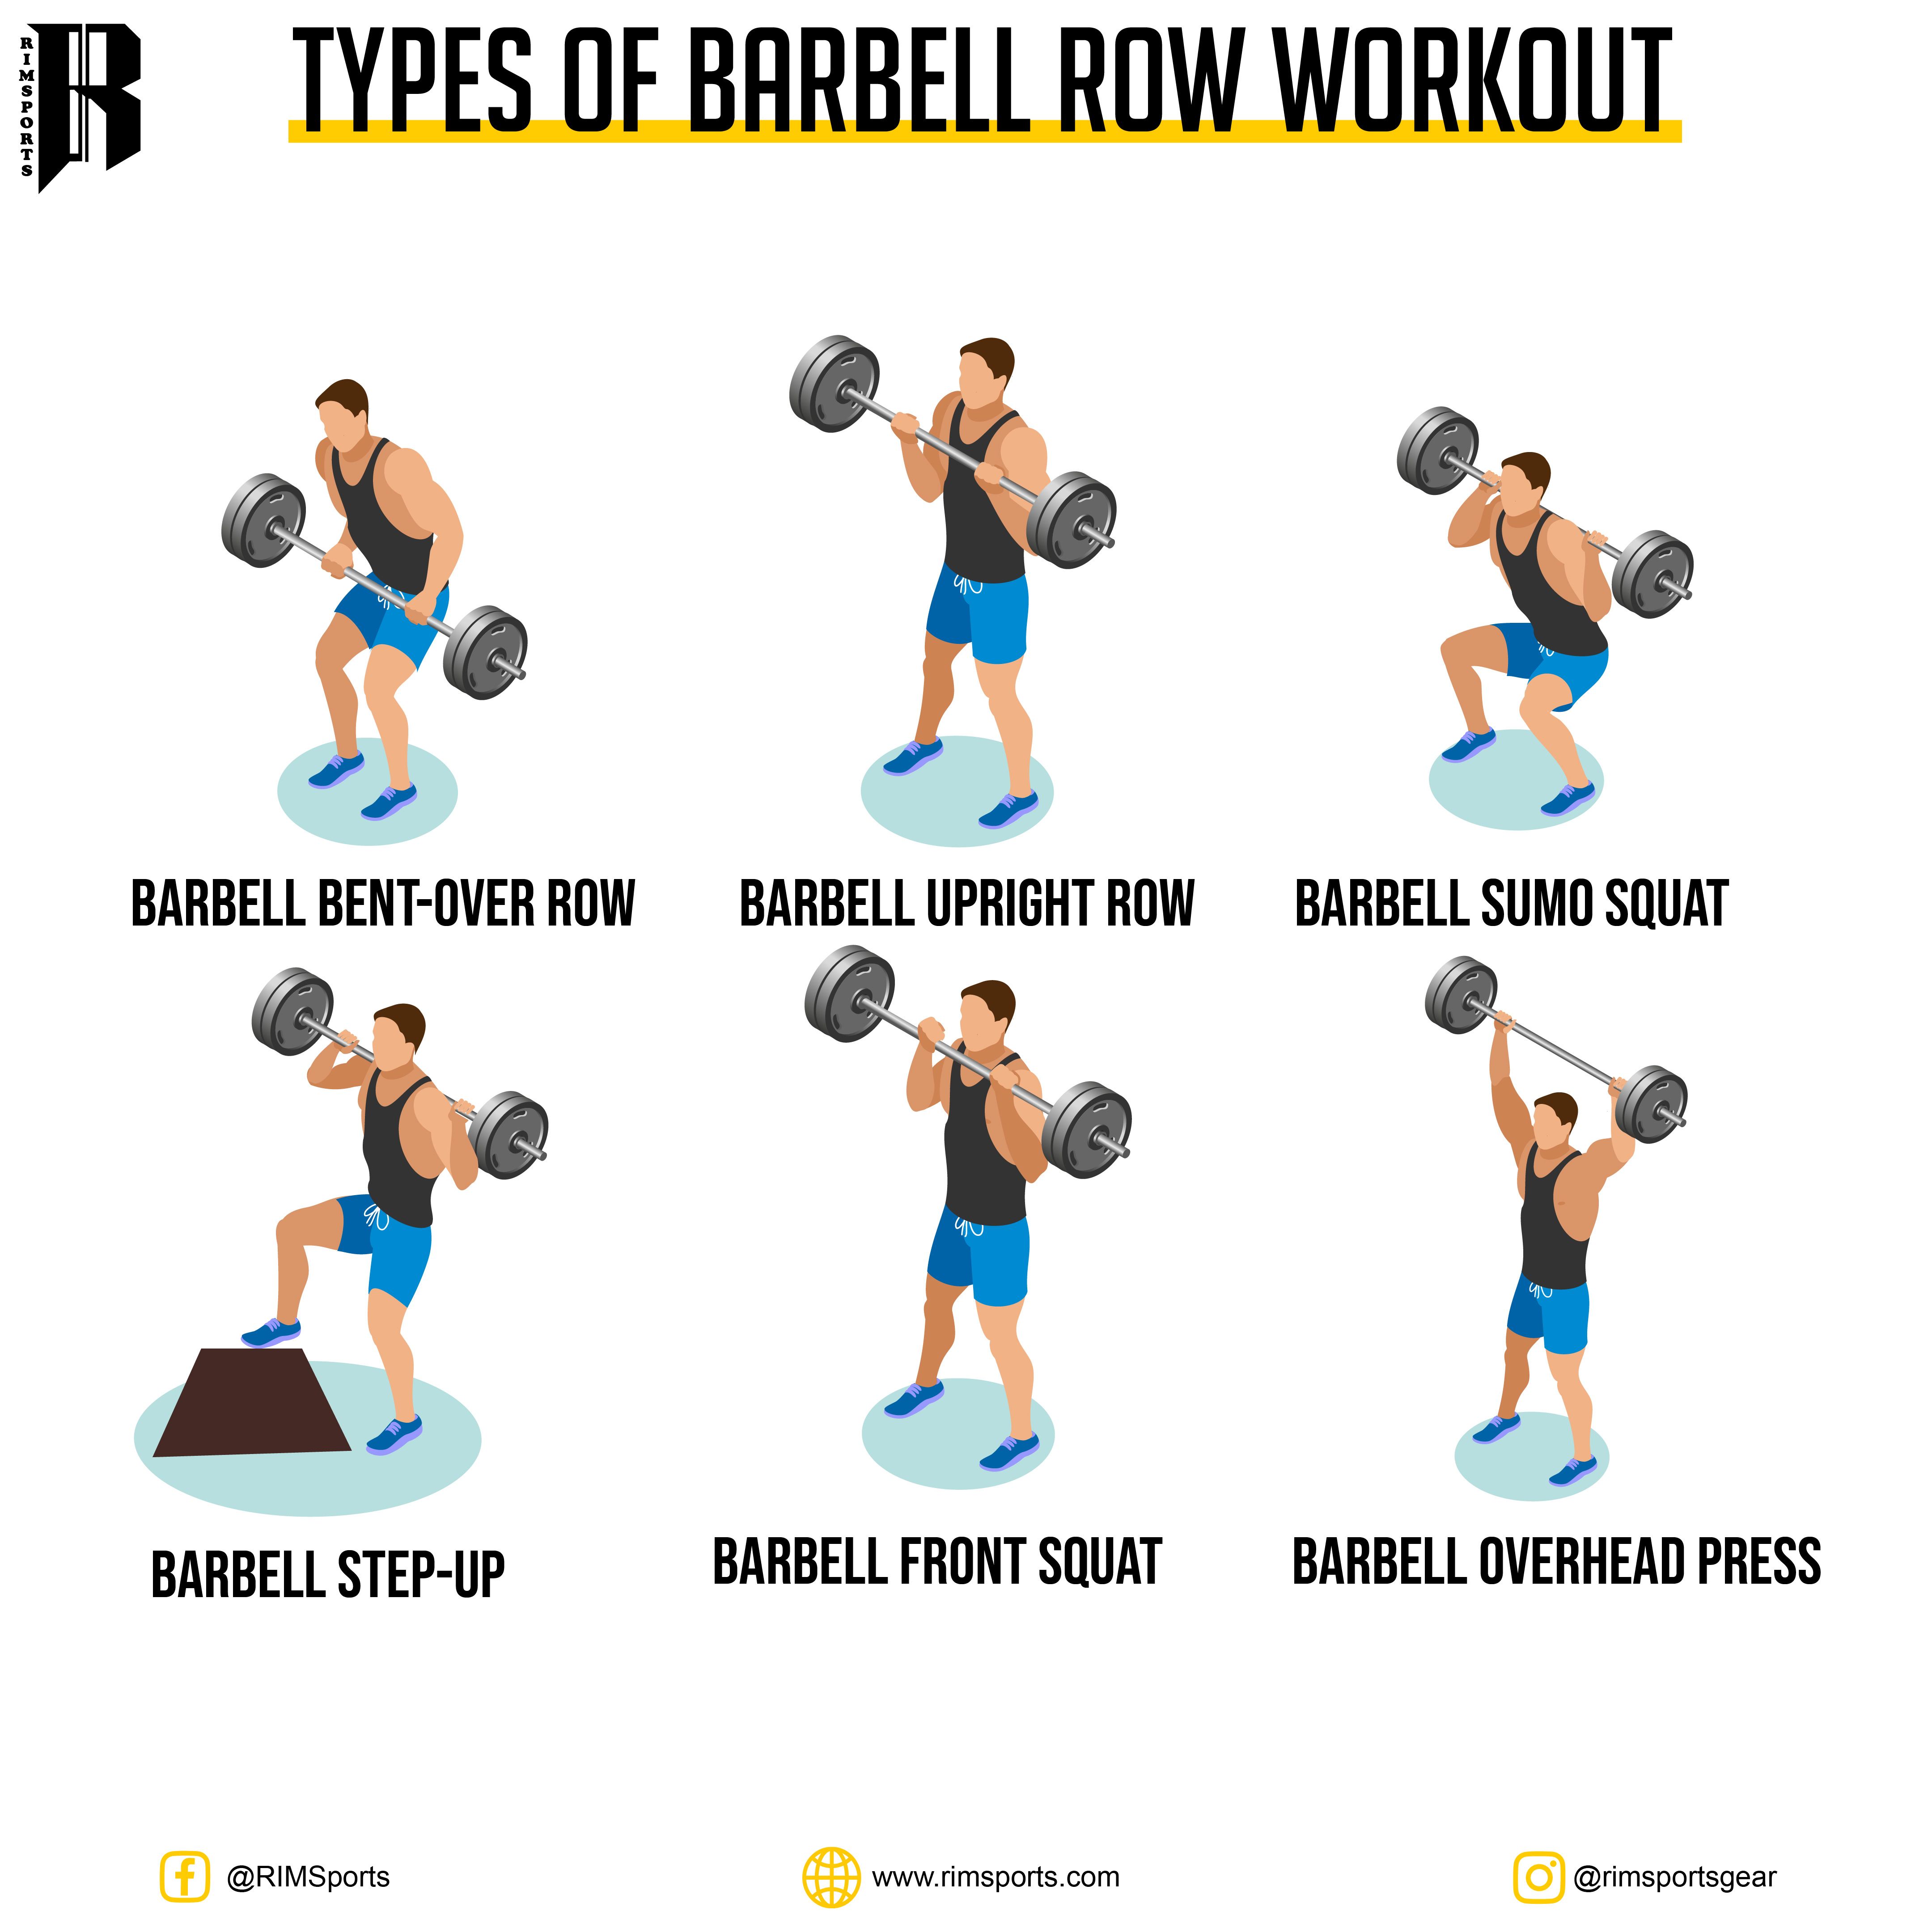 RIMSPORTS
TYPES OF BARBELL ROW WORKOUT
BARBELL BENT-OVER ROW
BARBELL UPRIGHT ROW
BARBELL SUMO SQUAT
BARBELL STEP-UP
BARBELL FRONT SQUAT
BARBELL OVERHEAD PRESS
@RIMSports
www.rimsports.com
@rimsportsgear